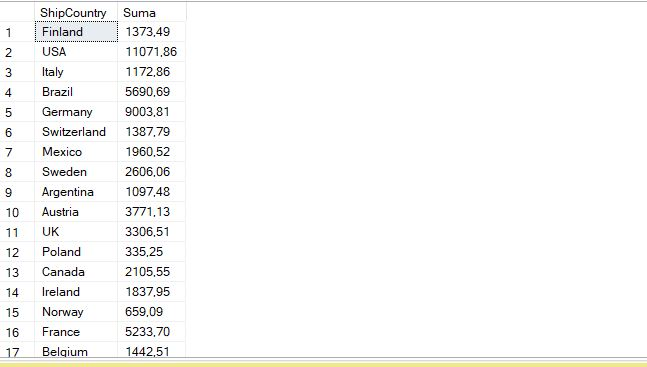 ShipCountry Suma
1 Finland 1373,49
2 USA 11071,86
3 Italy 1172,86
4 Brazil 5690,69
5 Germany 9003,81
6 Switzerland 1387,79
7 Mexico 1960,52
8 Sweden 2606,06
9 Argentina 1097,48
10 Austria 3771,13
11 UK 3306,51
12 Poland 335,25
13 Canada 2105,55
14 Ireland 1837,95
15 Norway 659,09
16 France 5233,70
17 Belgium 1442,51